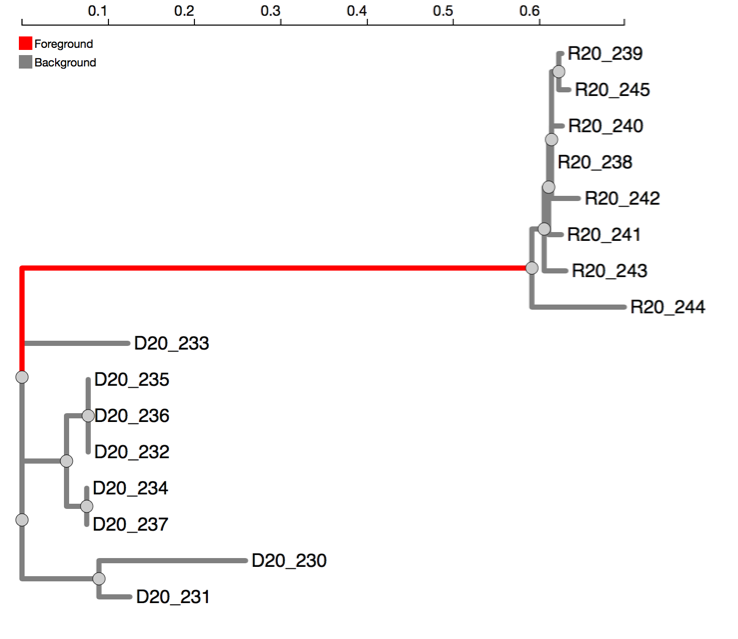 0.1 0.2 0.3 0.4 0.5 0.6
Foreground
Background
R20_239
R20_245
R20_240
R20_238
R20_242
R20_241
R20_243
R20_244
D20_233
D20_235
D20_236
D20_232
D20_234
D20_237
D20_230
D20_231